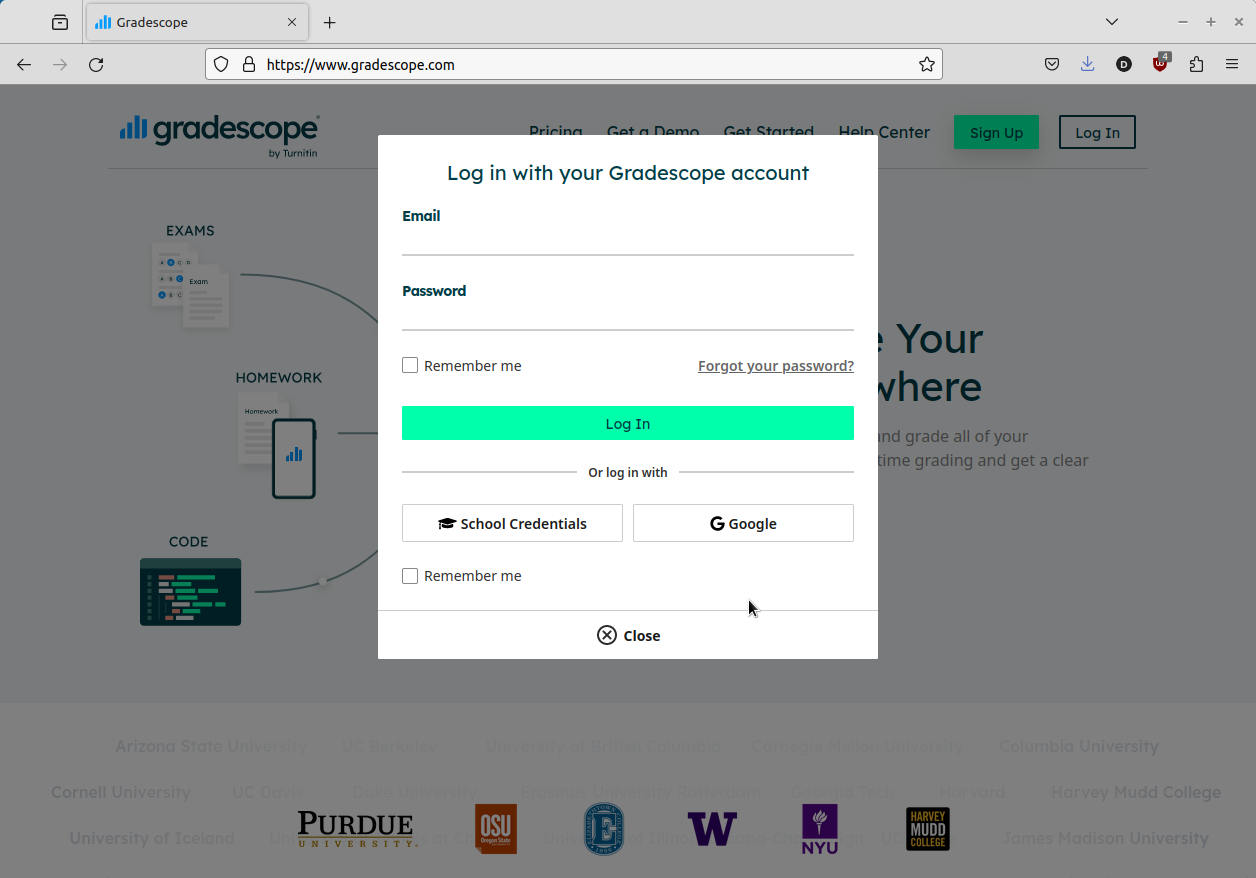 Gradescope
https://www.gradescope.com
4
gradescope
by Turnitin
Pricing Get a Demo Get Started Help Center Sign Up Log In
Log in with your Gradescope account
Email
Password
Remember me Forgot your password?
Log In
Or log in with
School Credentials Google
Remember me
Close
EXAMS
Exam
HOMEWORK
Homework
CODE
Your
where
and grade all of your
time grading and get a clear
Arizona State University UC Berkeley University of British Columbia Carnegie Mellon University Columbia University
Cornell University UC Davis Drake University Erasmus University Rotterdam Georgia Tech Harvard Harvey Mudd College
University of Iceland James Madison University
PURDUE
UNIVERSITY
OSU
Oregon State
E
W
NYU
HARVEY
MUDD
COLLEGE